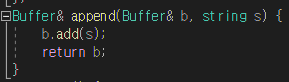 Buffer& append(Buffer& b, string s) {
    b.add(s);
    return b;
}